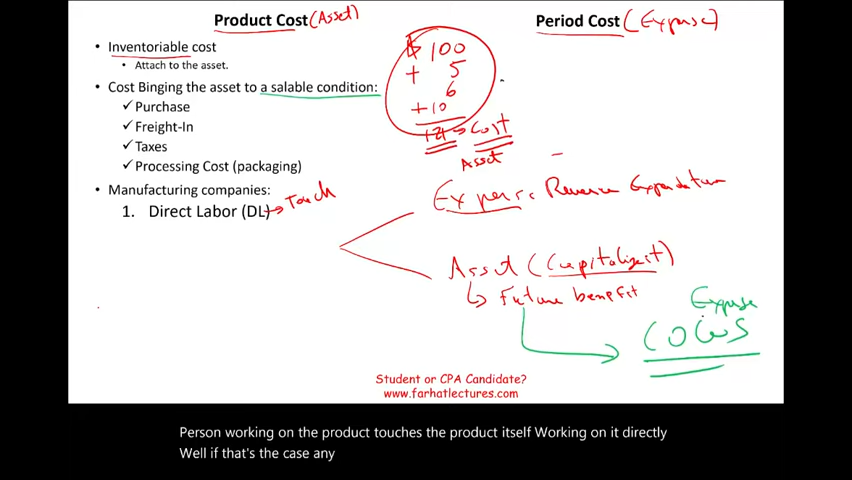 Product Cost (Asset)
Period Cost (Expense)
• Inventoriable cost
• Attach to the asset.
• Cost Binging the asset to a salable condition:
✓ Purchase
✓ Freight-In
✓ Taxes
✓ Processing Cost (packaging)
• Manufacturing companies:
1. Direct Labor (DL) → Touch
$100
+ 5
6
+10
121 → Cost
Asset
Expense: Revenue Expenditure
Asset (Capitalized)
↳ Future benefit
Expense
COGS
Student or CPA Candidate?
www.farhatlectures.com
Person working on the product touches the product itself Working on it directly
Well if that's the case any